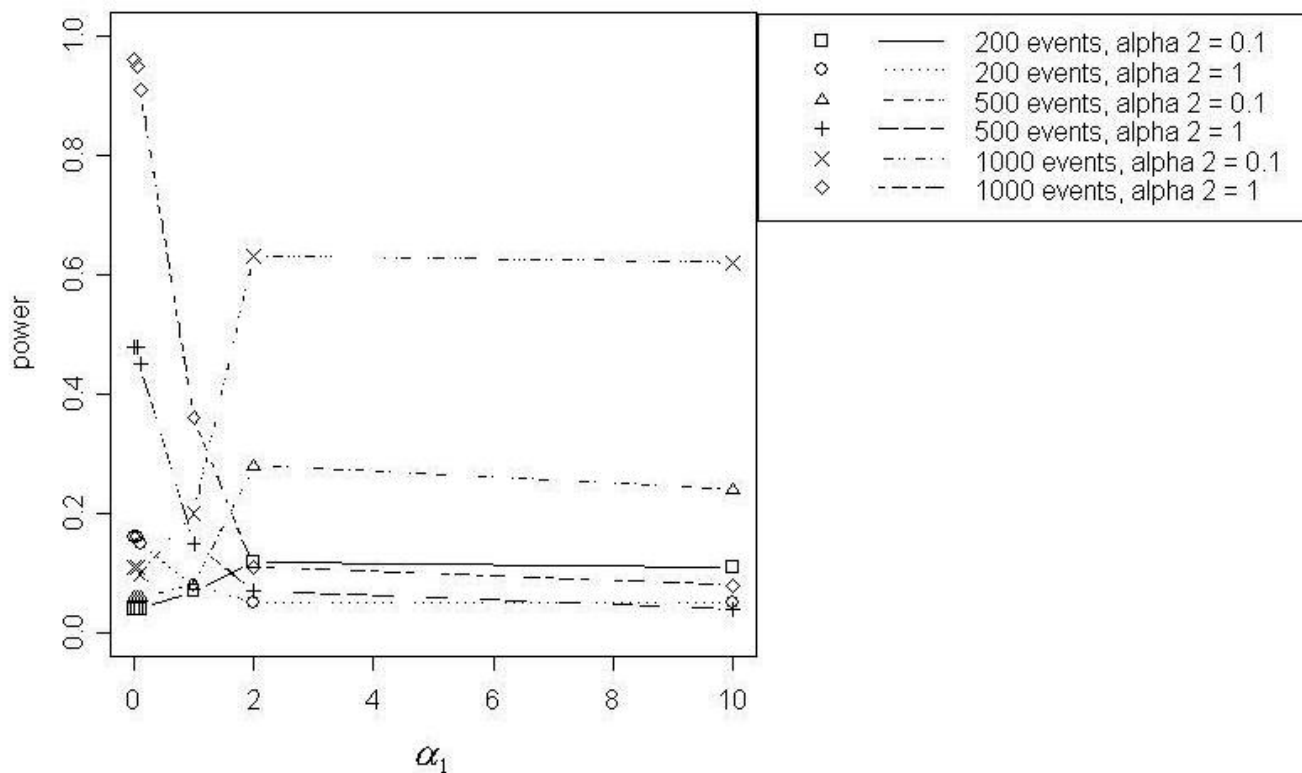 1.0
0.8
0.6
0.4
0.2
0.0
power
0 2 4 6 8 10
α1
200 events, alpha 2 = 0.1
200 events, alpha 2 = 1
500 events, alpha 2 = 0.1
500 events, alpha 2 = 1
1000 events, alpha 2 = 0.1
1000 events, alpha 2 = 1